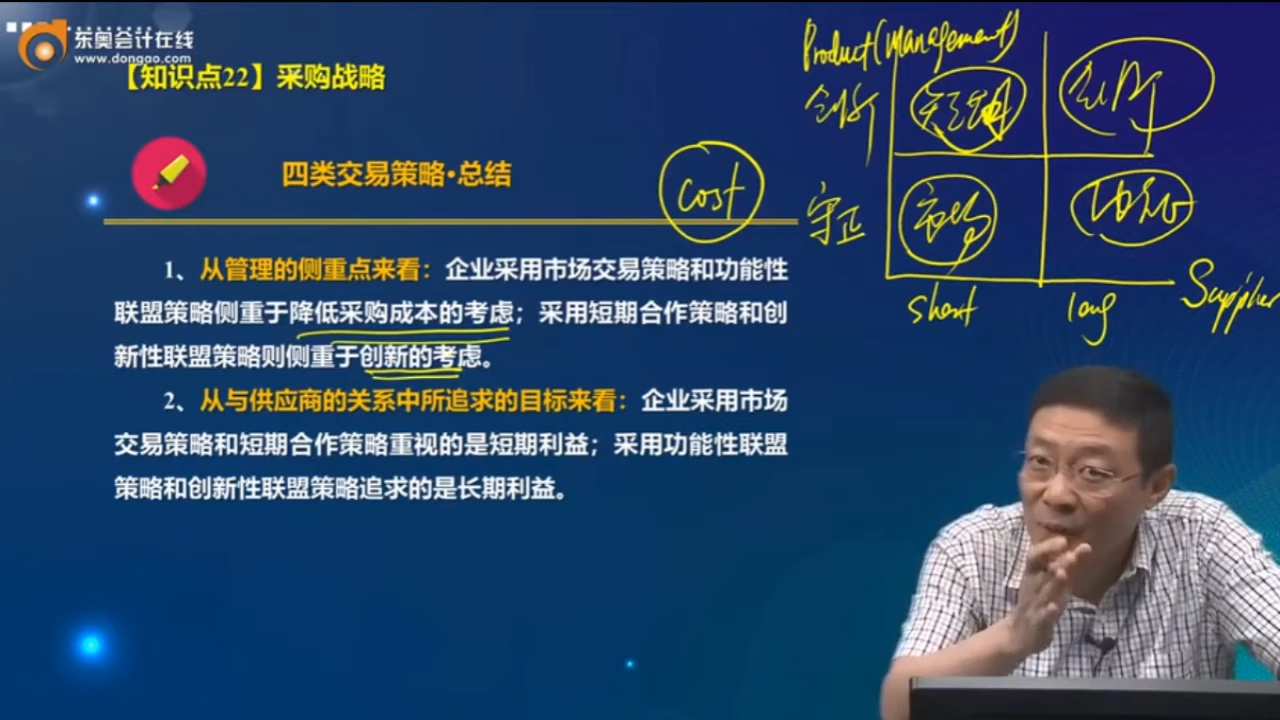 东奥会计在线
www.dongao.com
【知识点22】采购战略
四类交易策略·总结
1、从管理的侧重点来看：企业采用市场交易策略和功能性
联盟策略侧重于降低采购成本的考虑；采用短期合作策略和创
新性联盟策略则侧重于创新的考虑。
2、从与供应商的关系中所追求的目标来看：企业采用市场
交易策略和短期合作策略重视的是短期利益；采用功能性联盟
策略和创新性联盟策略追求的是长期利益。
cost
Product(Management)
创新
短期
创新
守正
市场
功能
short
long
Supplier